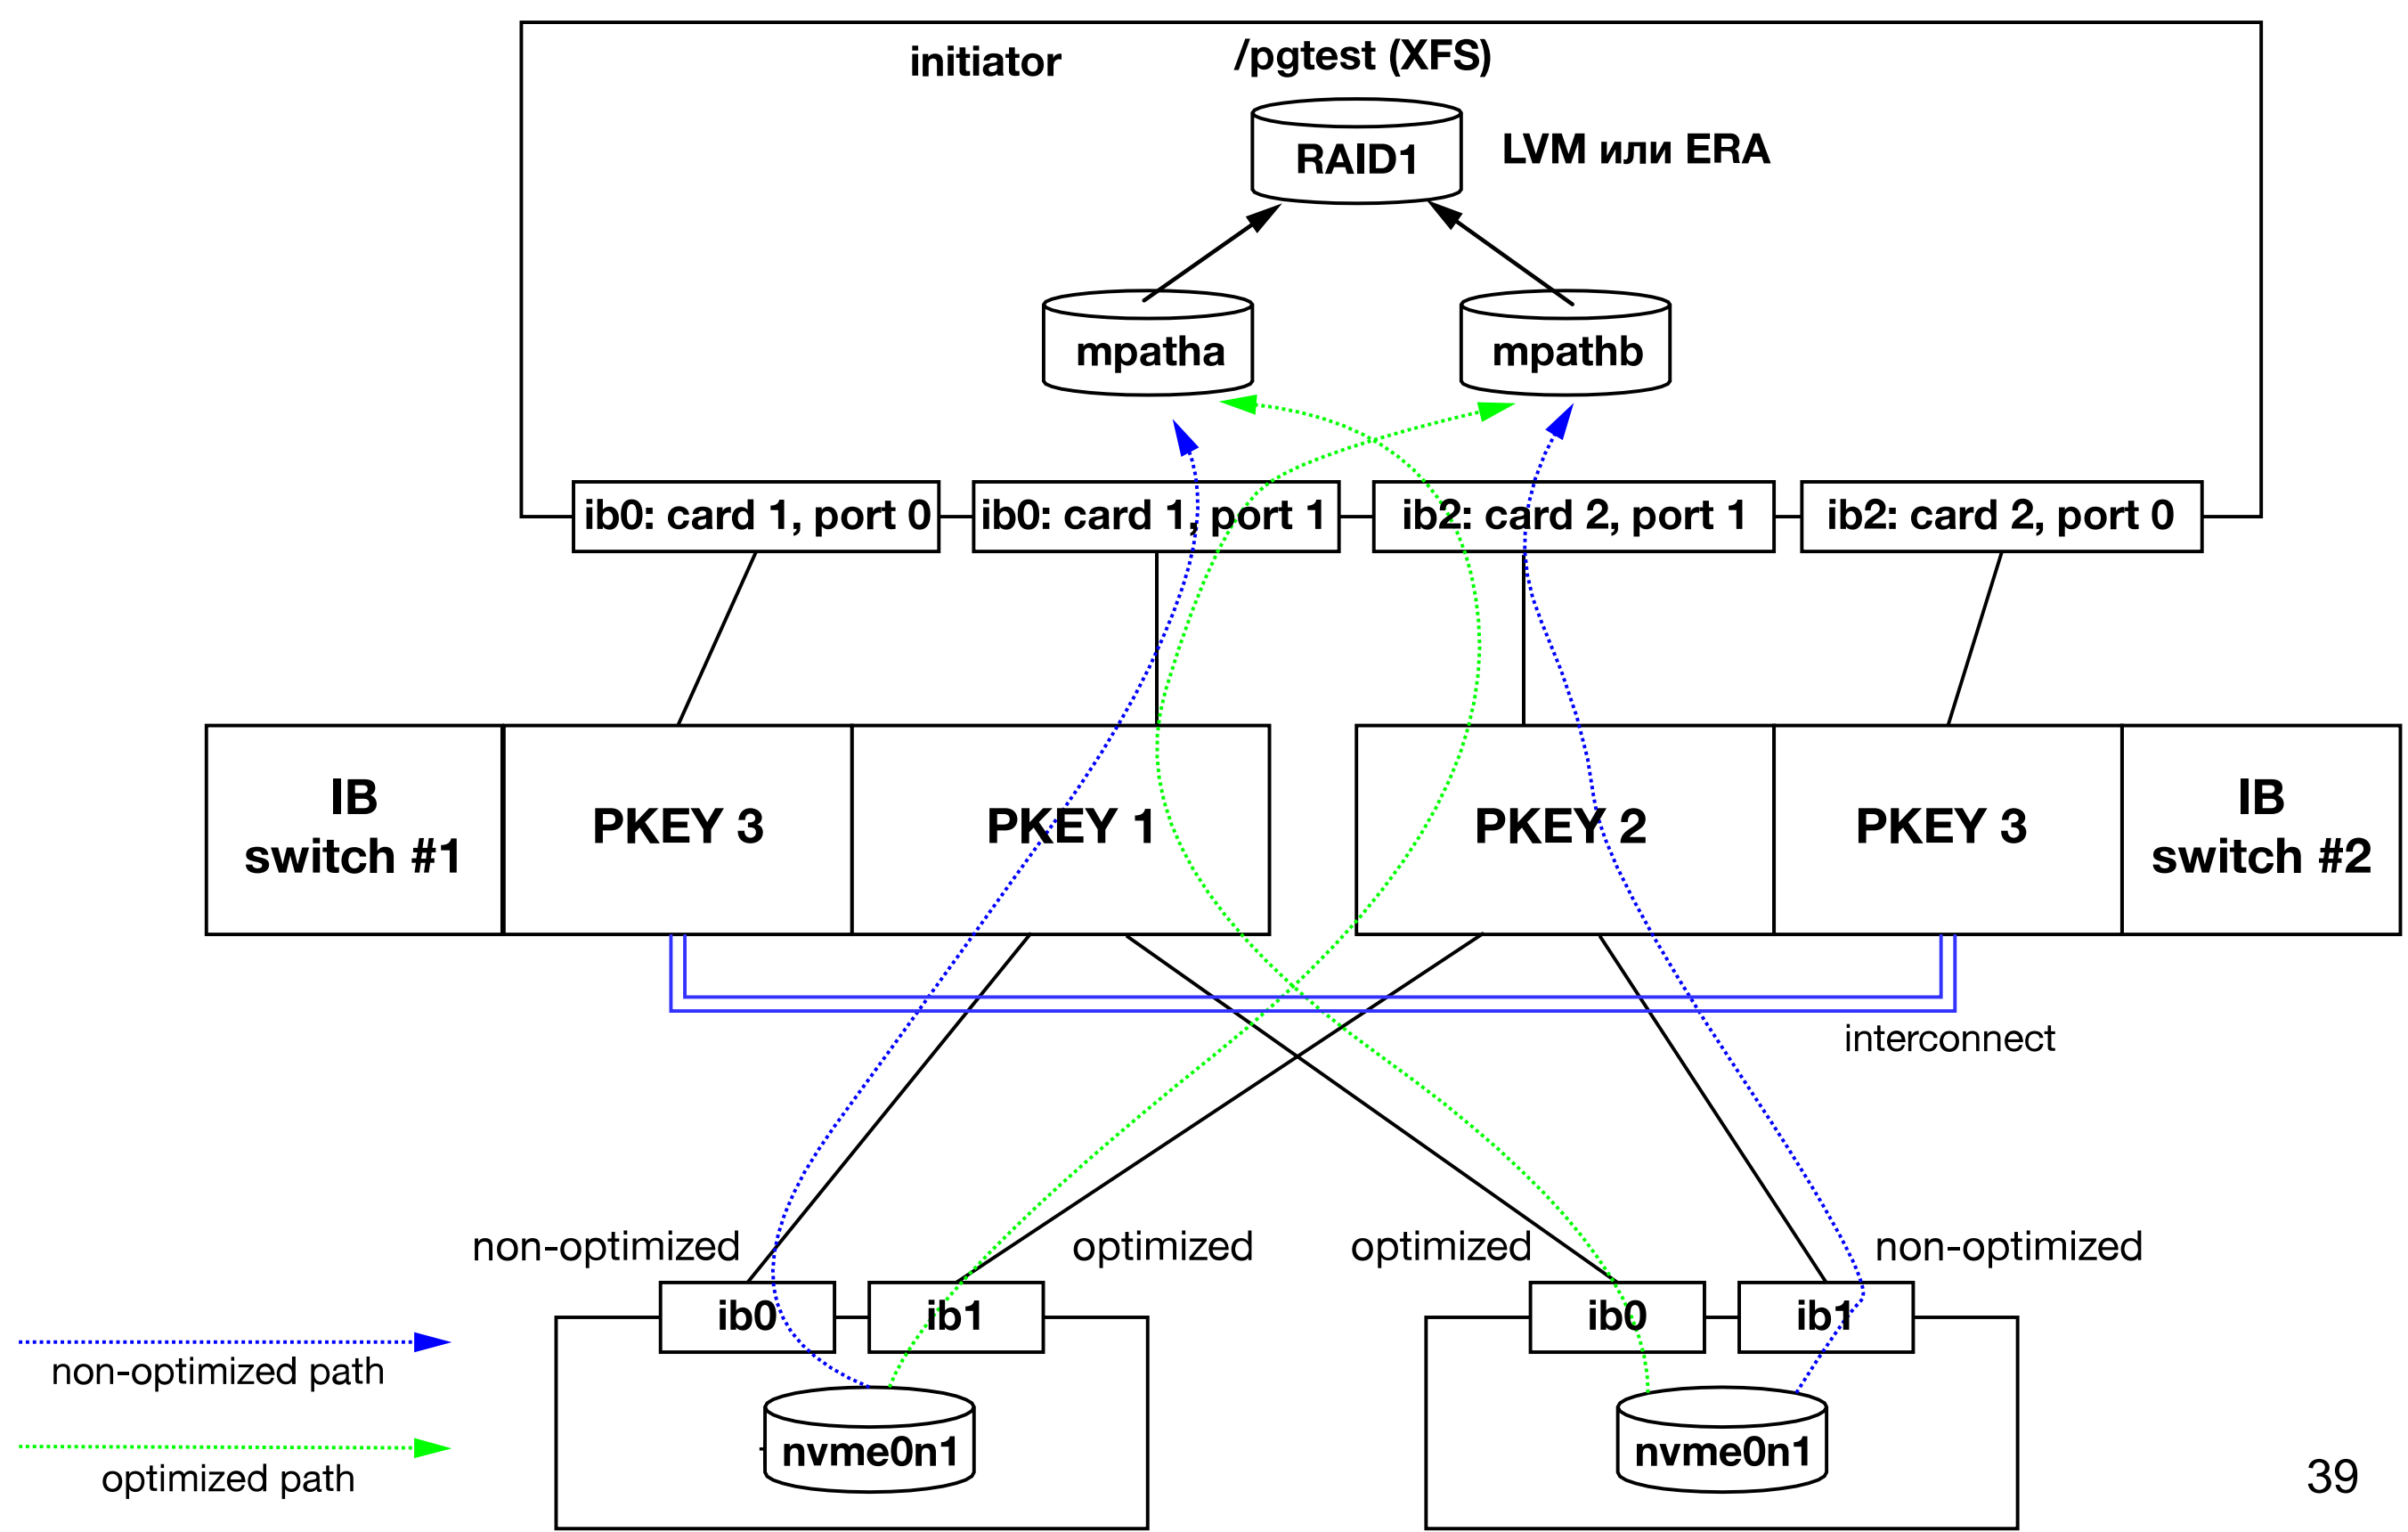 initiator
/pgtest (XFS)
RAID1
LVM или ERA
mpatha
mpathb
ib0: card 1, port 0
ib0: card 1, port 1
ib2: card 2, port 1
ib2: card 2, port 0
IB
switch #1
PKEY 3
PKEY 1
PKEY 2
PKEY 3
IB
switch #2
interconnect
non-optimized
optimized
optimized
non-optimized
ib0
ib1
ib0
ib1
non-optimized path
nvme0n1
nvme0n1
optimized path
39